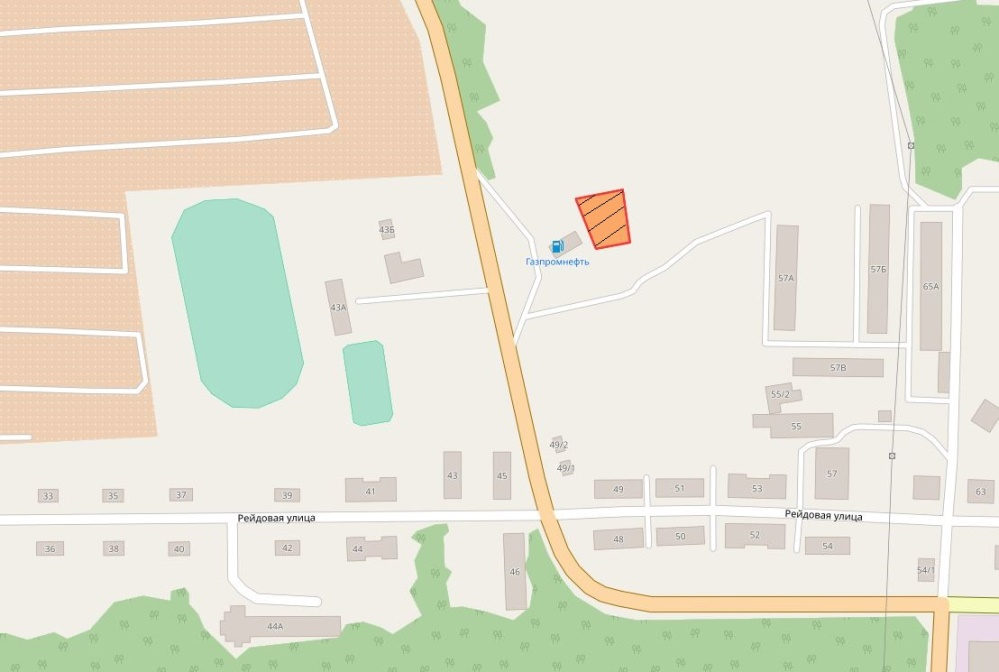 43Б
Газпромнефть
57А
57Б
65А
43А
57В
55/2
55
49/2
49/1
43
45
57
33
35
37
39
41
49
51
53
63
Рейдовая улица
Рейдовая улица
36
38
40
42
44
48
50
52
54
46
54/1
44А